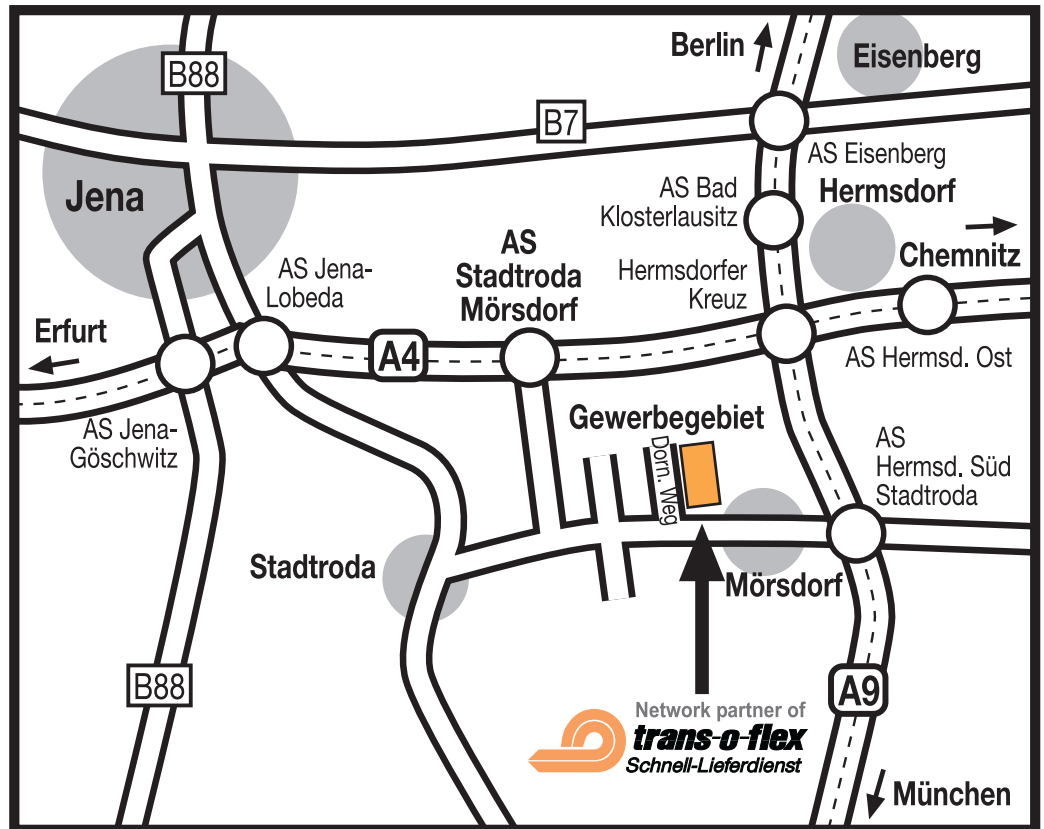 Berlin
Eisenberg
B88
B7
AS Eisenberg
Jena
AS Bad
Klosterlausitz
Hermsdorf
AS
Stadtroda
Mörsdorf
Chemnitz
AS Jena-
Lobeda
Hermsdorfer
Kreuz
Erfurt
A4
AS Hermsd. Ost
AS Jena-
Göschwitz
Gewerbegebiet
Dorn. Weg
AS
Hermsd. Süd
Stadtroda
Stadtroda
Mörsdorf
B88
A9
Network partner of
trans-o-flex
Schnell-Lieferdienst
München